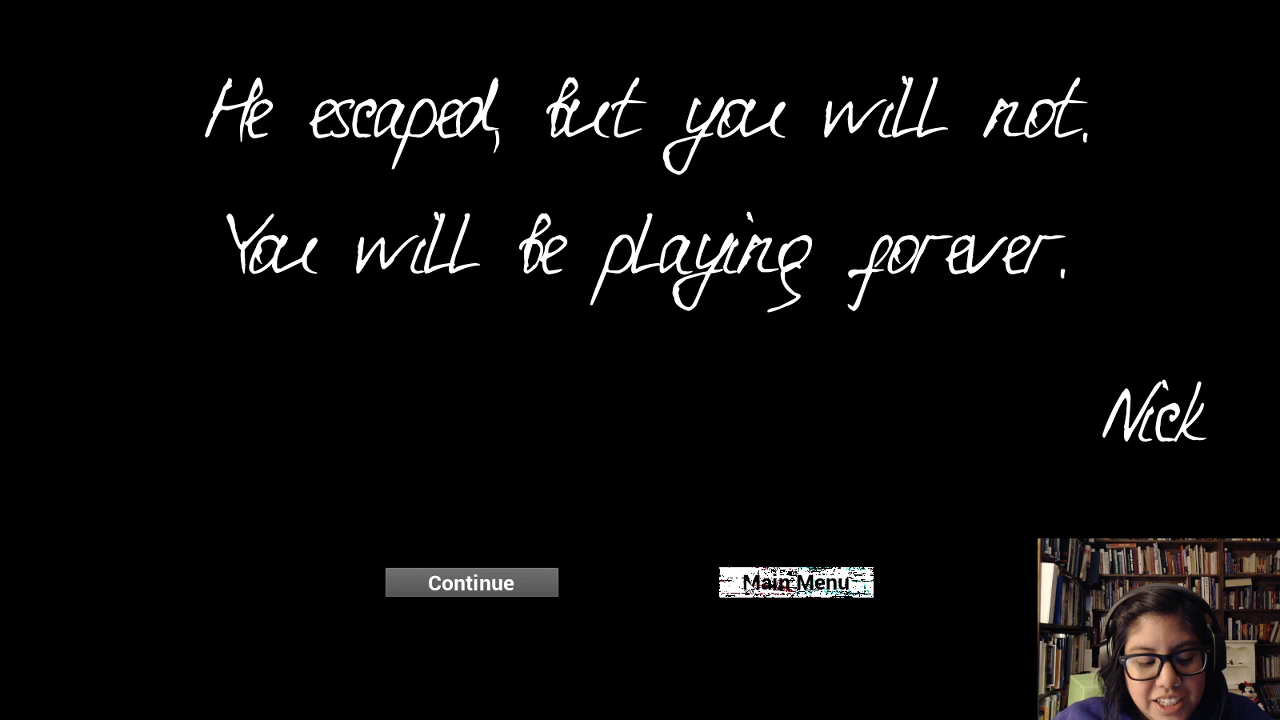 He escaped, but you will not.
You will be playing forever.
Nick
Continue
Main Menu